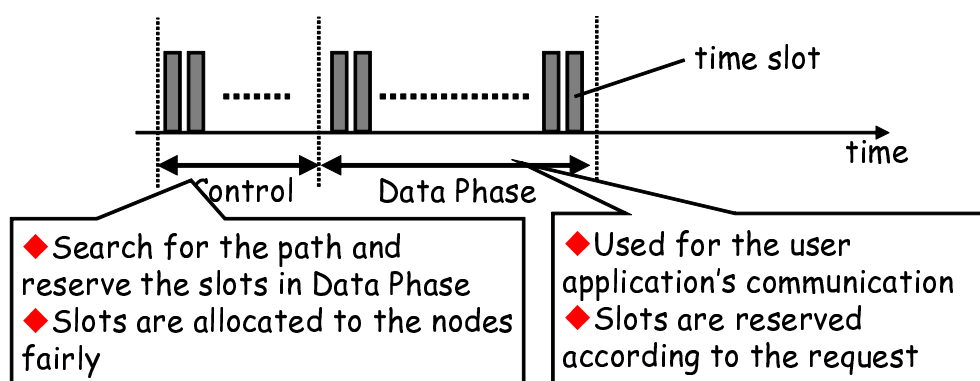 time slot
time
Control
Data Phase
◆Search for the path and
reserve the slots in Data Phase
◆Slots are allocated to the nodes
fairly
◆Used for the user
application's communication
◆Slots are reserved
according to the request